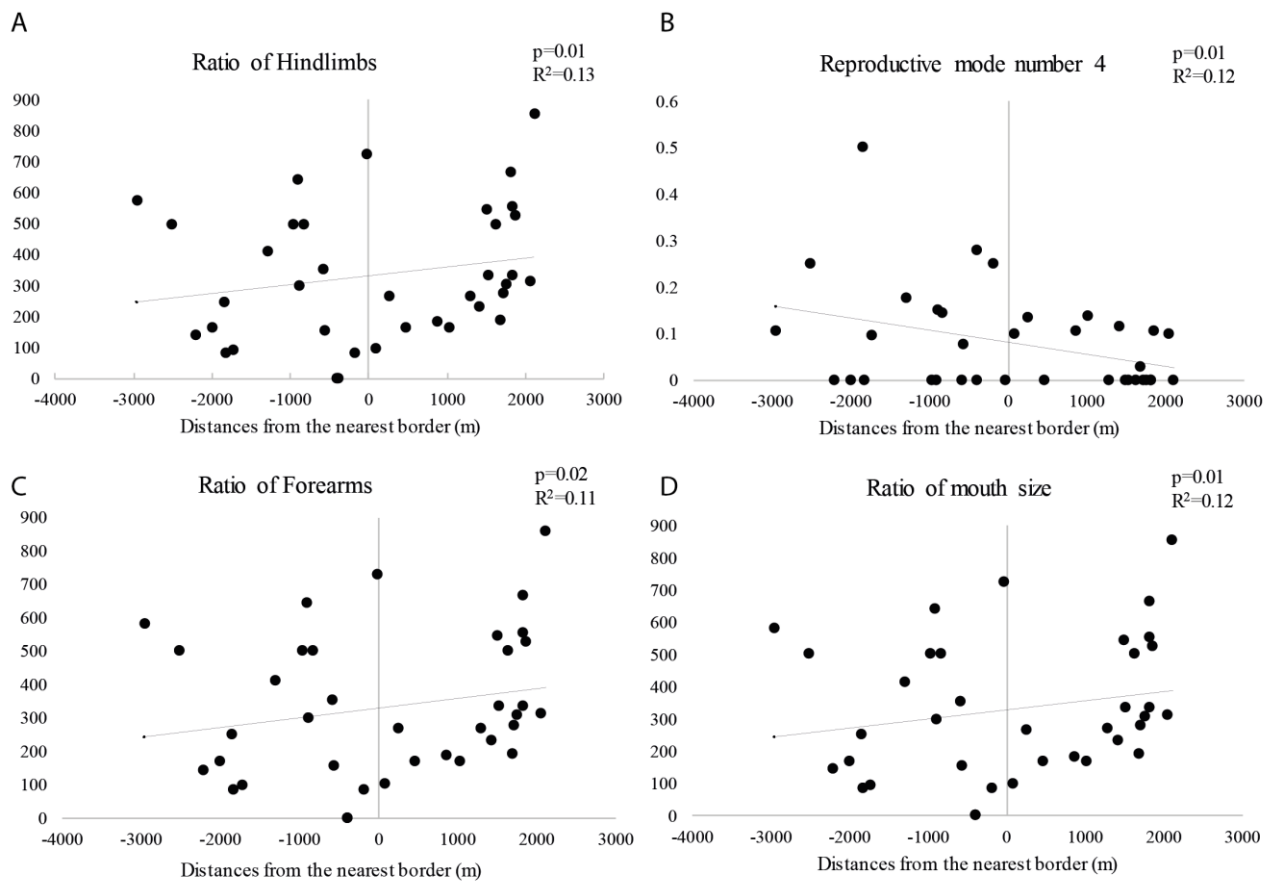 A
Ratio of Hindlimbs
p=0.01
R²=0.13
900
800
700
600
500
400
300
200
100
0
-4000 -3000 -2000 -1000 0 1000 2000 3000
Distances from the nearest border (m)
B
Reproductive mode number 4
p=0.01
R²=0.12
0.6
0.5
0.4
0.3
0.2
0.1
0
-4000 -3000 -2000 -1000 0 1000 2000 3000
Distances from the nearest border (m)
C
Ratio of Forearms
p=0.02
R²=0.11
900
800
700
600
500
400
300
200
100
0
-4000 -3000 -2000 -1000 0 1000 2000 3000
Distances from the nearest border (m)
D
Ratio of mouth size
p=0.01
R²=0.12
900
800
700
600
500
400
300
200
100
0
-4000 -3000 -2000 -1000 0 1000 2000 3000
Distances from the nearest border (m)